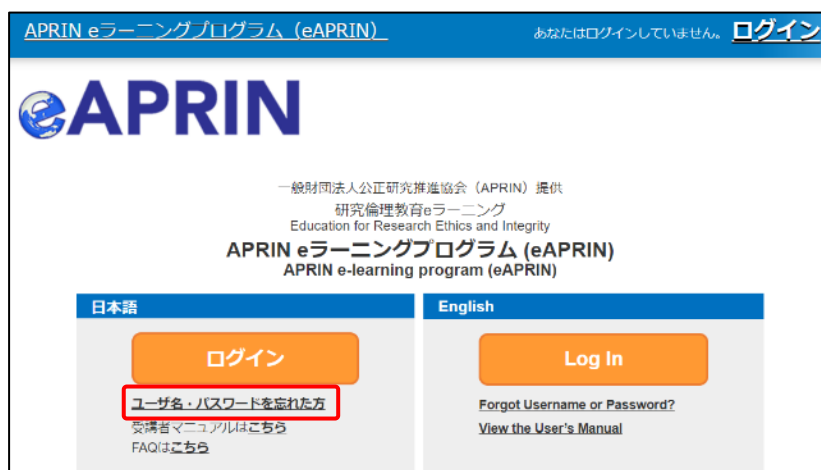 APRIN eラーニングプログラム (eAPRIN)
あなたはログインしていません。 ログイン
eAPRIN
一般財団法人公正研究推進協会（APRIN）提供
研究倫理教育eラーニング
Education for Research Ethics and Integrity
APRIN eラーニングプログラム (eAPRIN)
APRIN e-learning program (eAPRIN)
日本語
ログイン
ユーザ名・パスワードを忘れた方
受講者マニュアルはこちら
FAQはこちら
English
Log In
Forgot Username or Password?
View the User's Manual